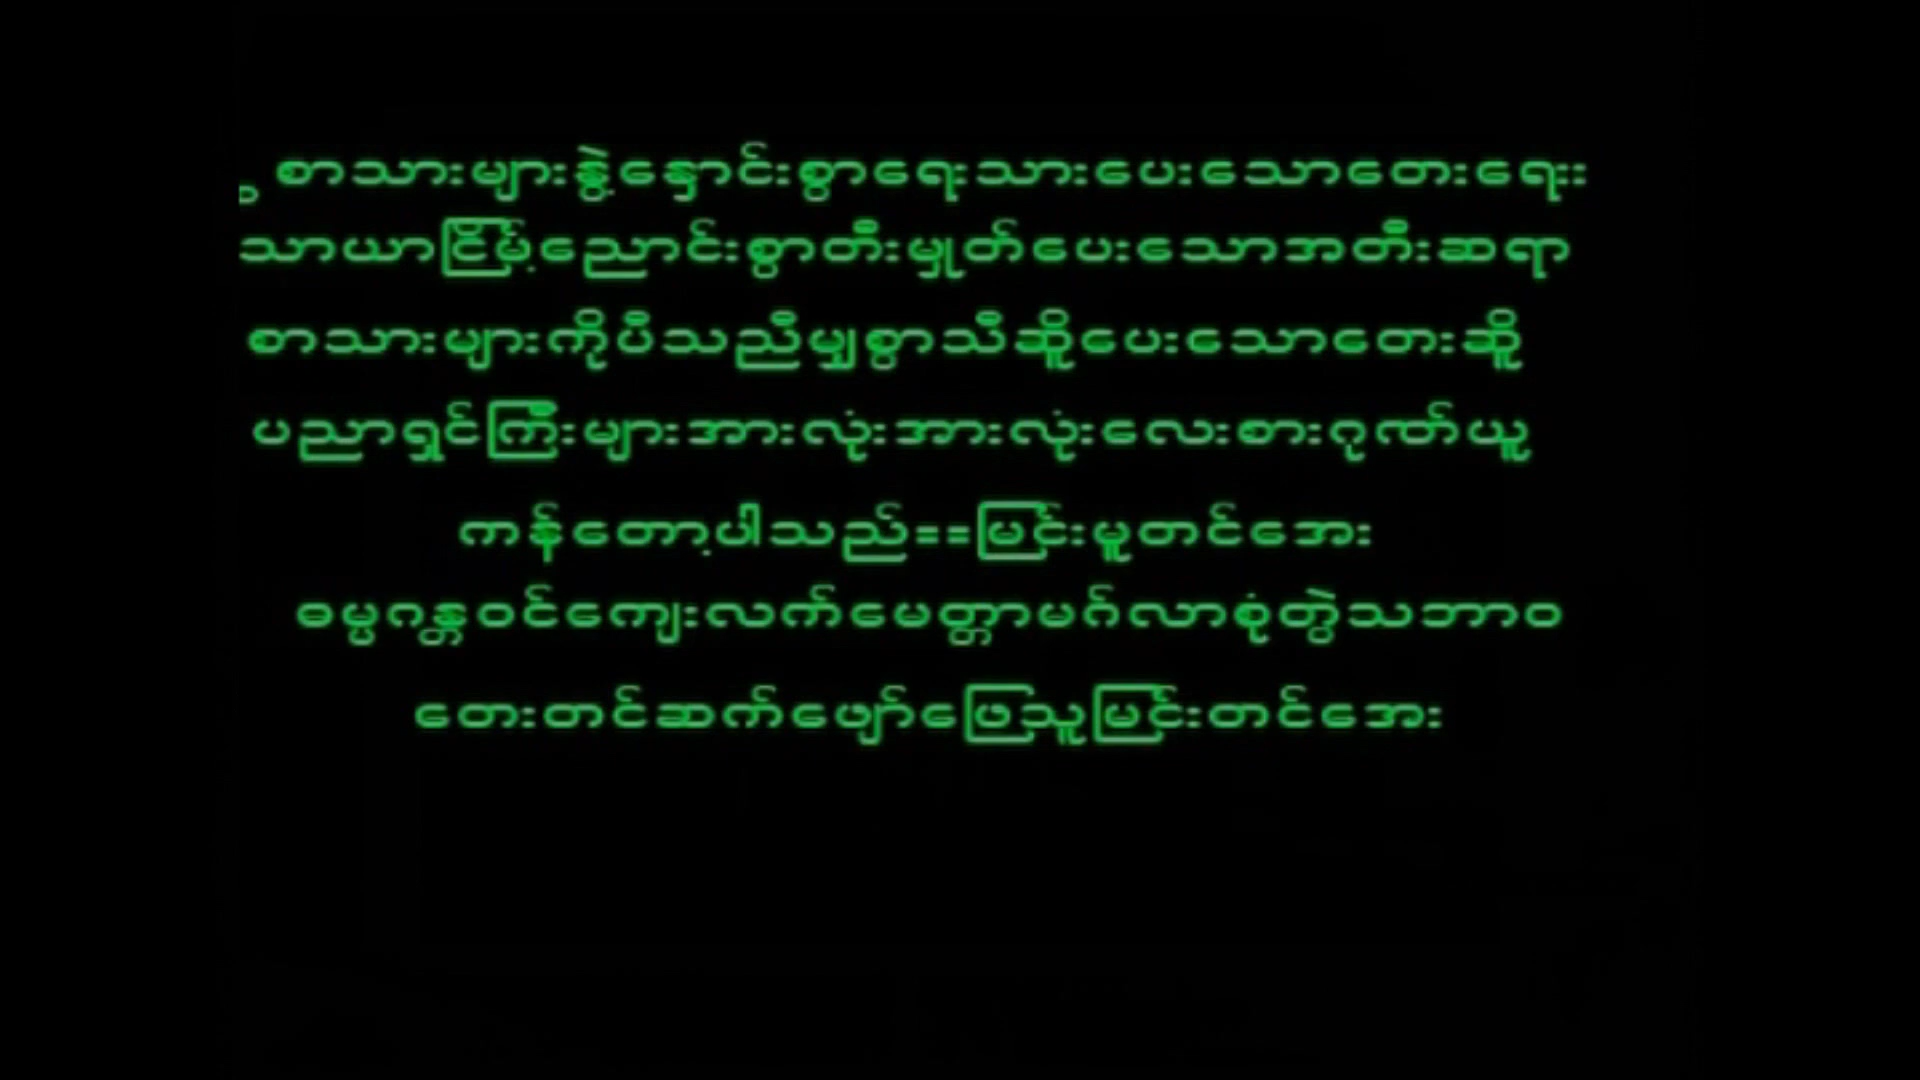 စာသားများနွဲ့နှောင်းစွာရေးသားပေးသောတေးရေးး
သာယာငြိမ့်ညောင်းစွာတီးမှုတ်ပေးသောအတီးဆရာ
စာသားများကိုပီသညီမျှစွာသီဆိူပေးသောတေးဆိူ
ပညာရှင်ကြီးများအားလုံးအားလုံးလေးစားဂုဏ်ယူ
ကန်တော့ပါသည်==မြင်းမူတင်အေး
ဓမ္မဂန္တဝင်ကျေးလက်မေတ္တာမင်္ဂလာစုံတွဲသဘာဝ
တေးတင်ဆက်ဖျော်ဖြေသူမြင်းတင်အေး